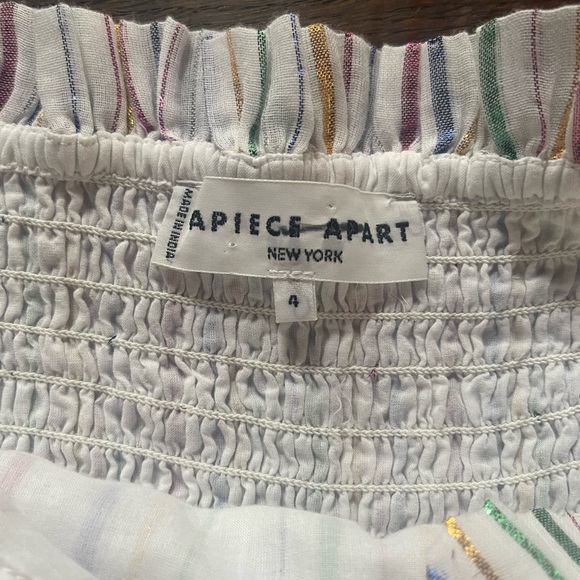 APIECE APART
NEW YORK
MADE IN INDIA
4